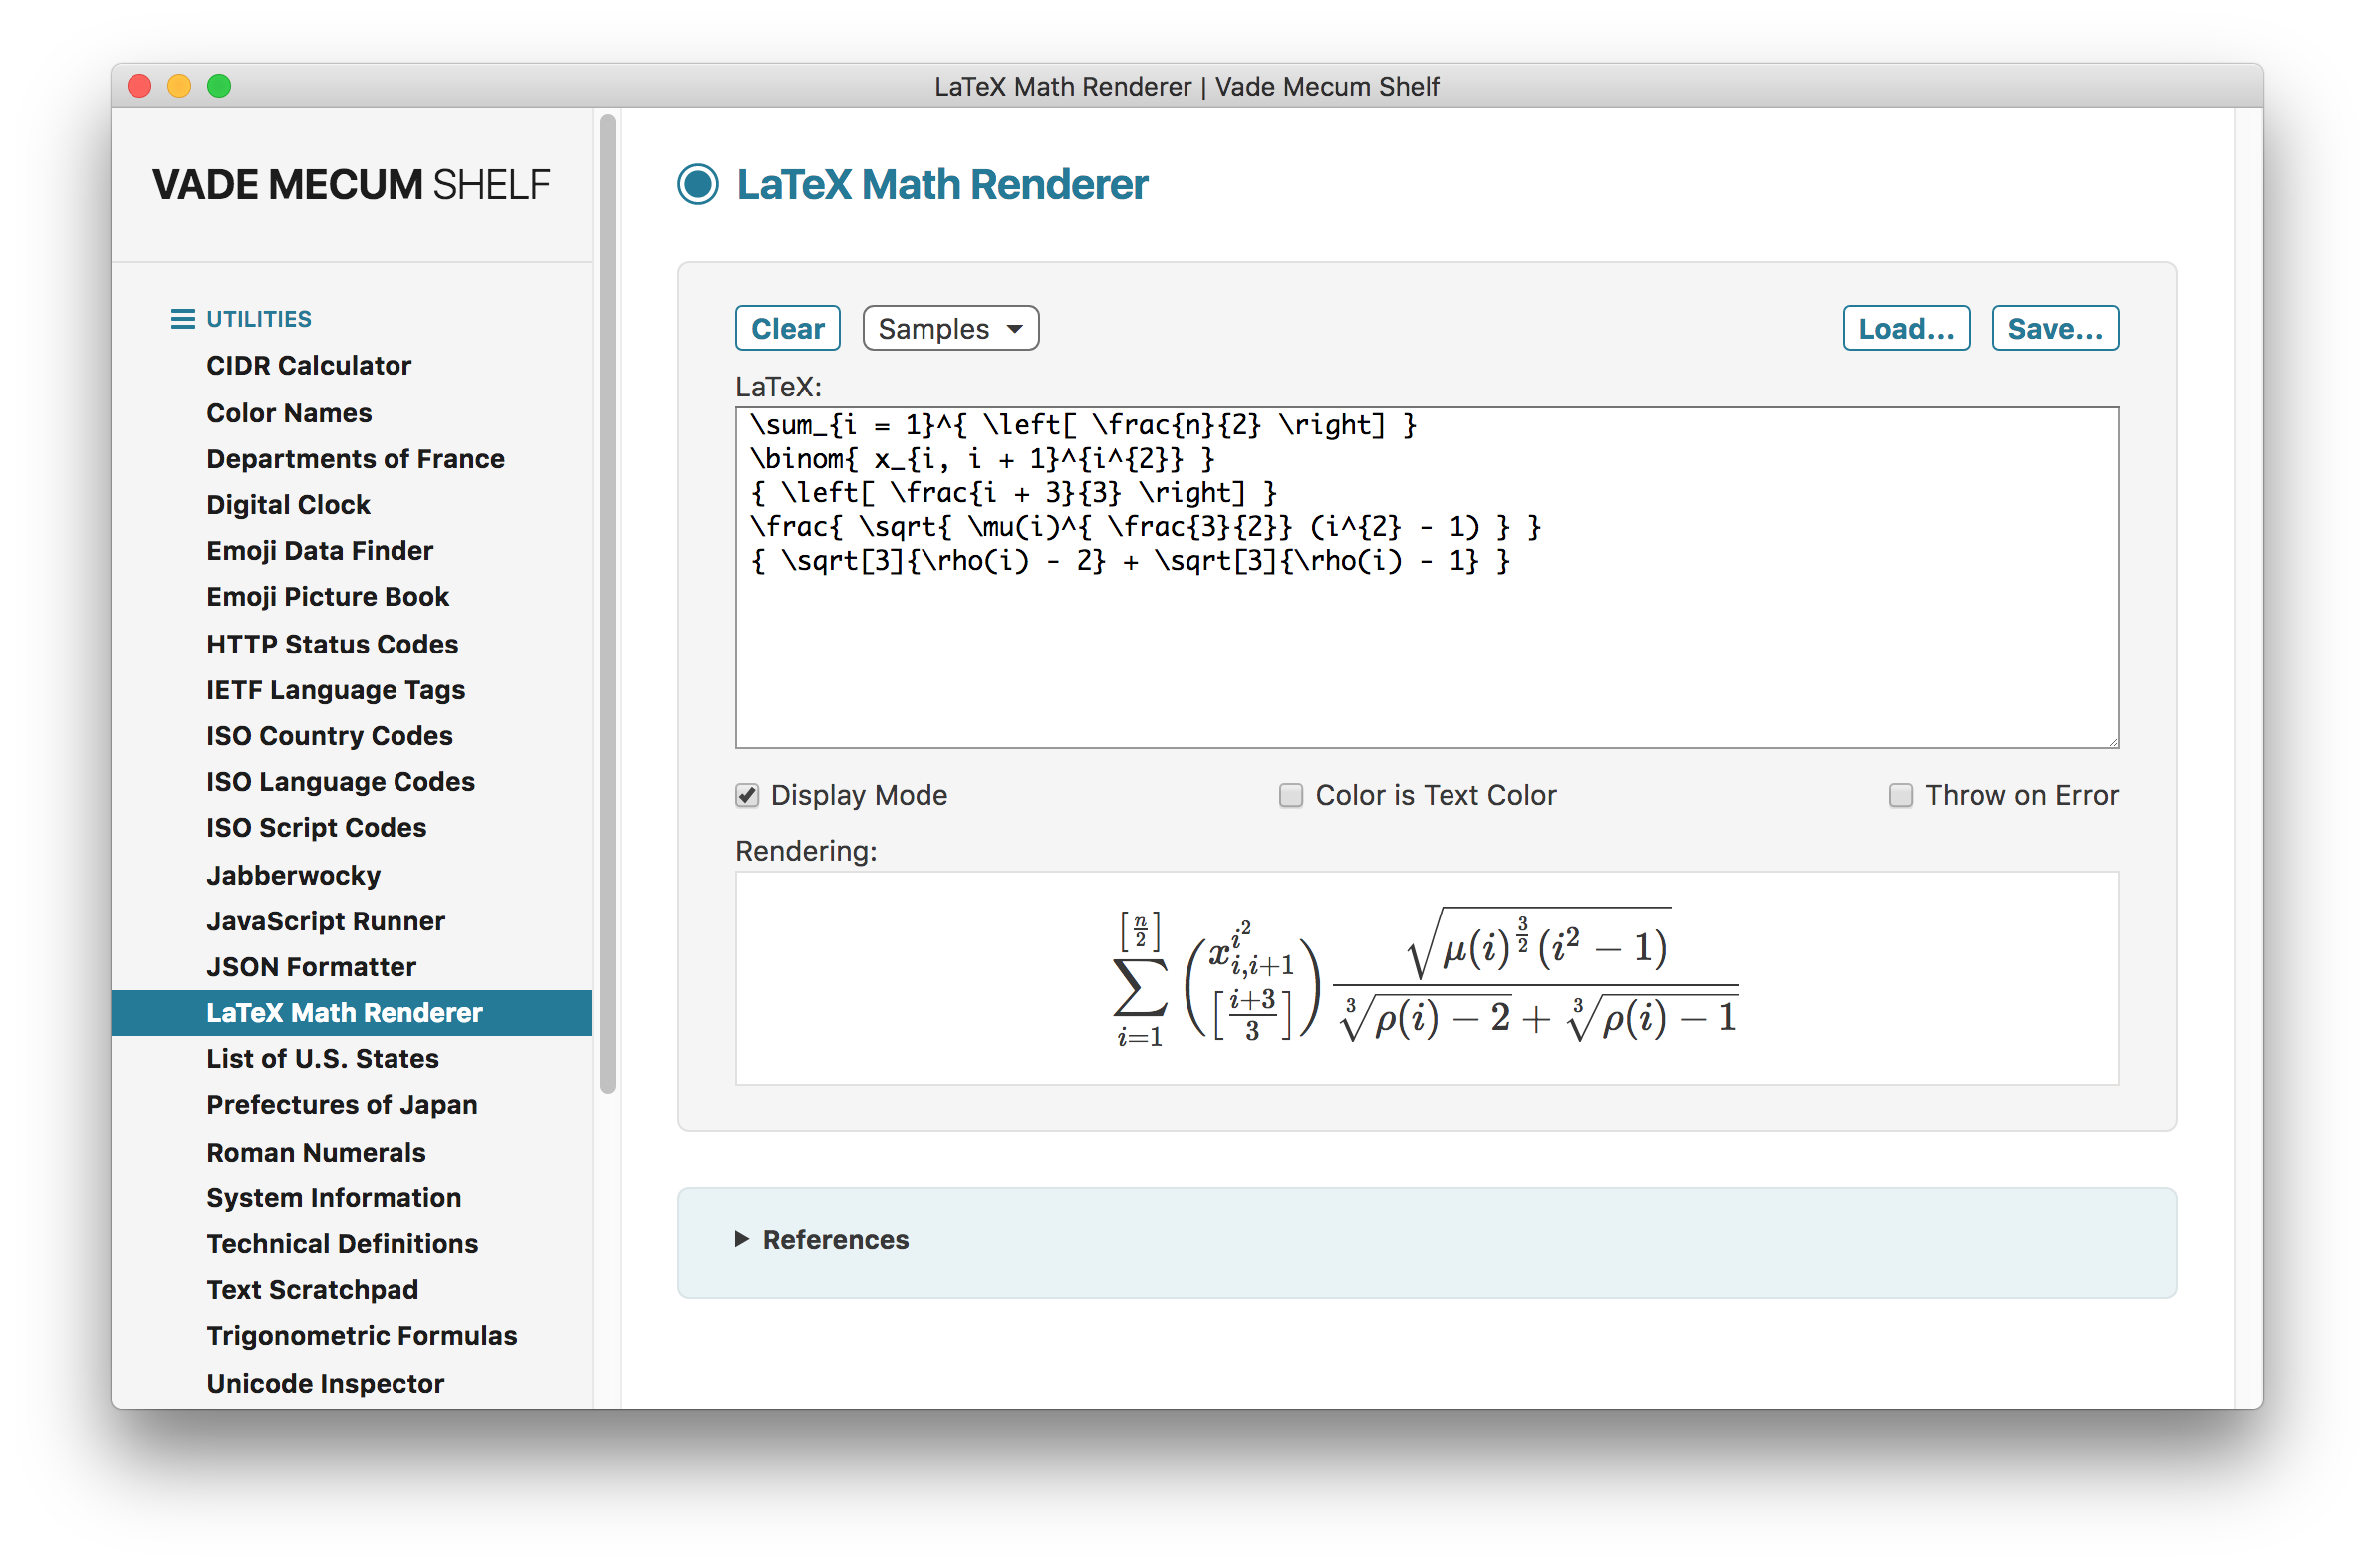 LaTeX Math Renderer | Vade Mecum Shelf
VADE MECUM SHELF
UTILITIES
CIDR Calculator
Color Names
Departments of France
Digital Clock
Emoji Data Finder
Emoji Picture Book
HTTP Status Codes
IETF Language Tags
ISO Country Codes
ISO Language Codes
ISO Script Codes
Jabberwocky
JavaScript Runner
JSON Formatter
LaTeX Math Renderer
List of U.S. States
Prefectures of Japan
Roman Numerals
System Information
Technical Definitions
Text Scratchpad
Trigonometric Formulas
Unicode Inspector
LaTeX Math Renderer
Clear Samples Load... Save...
LaTeX:
\sum_{i = 1}^{ \left[ \frac{n}{2} \right] }
\binom{ x_{i, i + 1}^{i^{2}} }
{ \left[ \frac{i + 3}{3} \right] }
\frac{ \sqrt{ \mu(i)^{ \frac{3}{2}} (i^{2} - 1) } }
{ \sqrt[3]{\rho(i) - 2} + \sqrt[3]{\rho(i) - 1} }
Display Mode Color is Text Color Throw on Error
Rendering:
\sum_{i=1}^{\left[\frac{n}{2}\right]} \binom{x_{i,i+1}^{i^{2}}}{\left[\frac{i+3}{3}\right]} \frac{\sqrt{\mu(i)^{\frac{3}{2}}(i^{2}-1)}}{\sqrt[3]{\rho(i)-2}+\sqrt[3]{\rho(i)-1}}
References